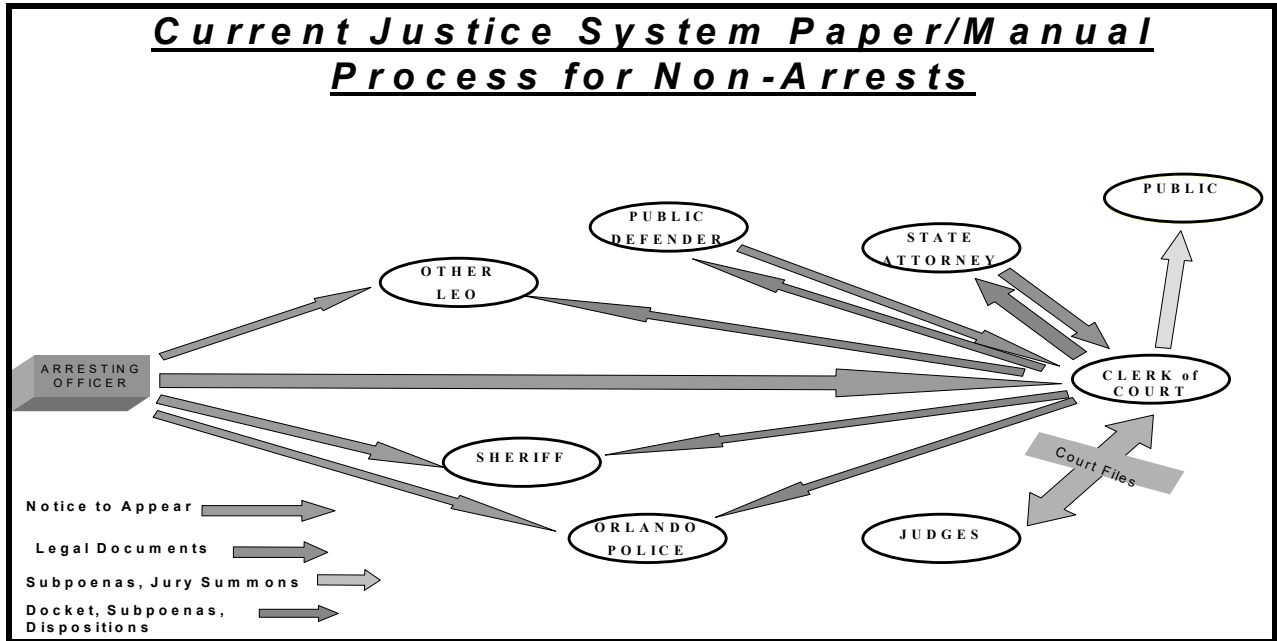 Current Justice System Paper/Manual
Process for Non-Arrests
PUBLIC
PUBLIC
DEFENDER
STATE
ATTORNEY
OTHER
LEO
ARRESTING
OFFICER
CLERK of
COURT
SHERIFF
Court Files
ORLANDO
POLICE
JUDGES
Notice to Appear
Legal Documents
Subpoenas, Jury Summons
Docket, Subpoenas,
Dispositions